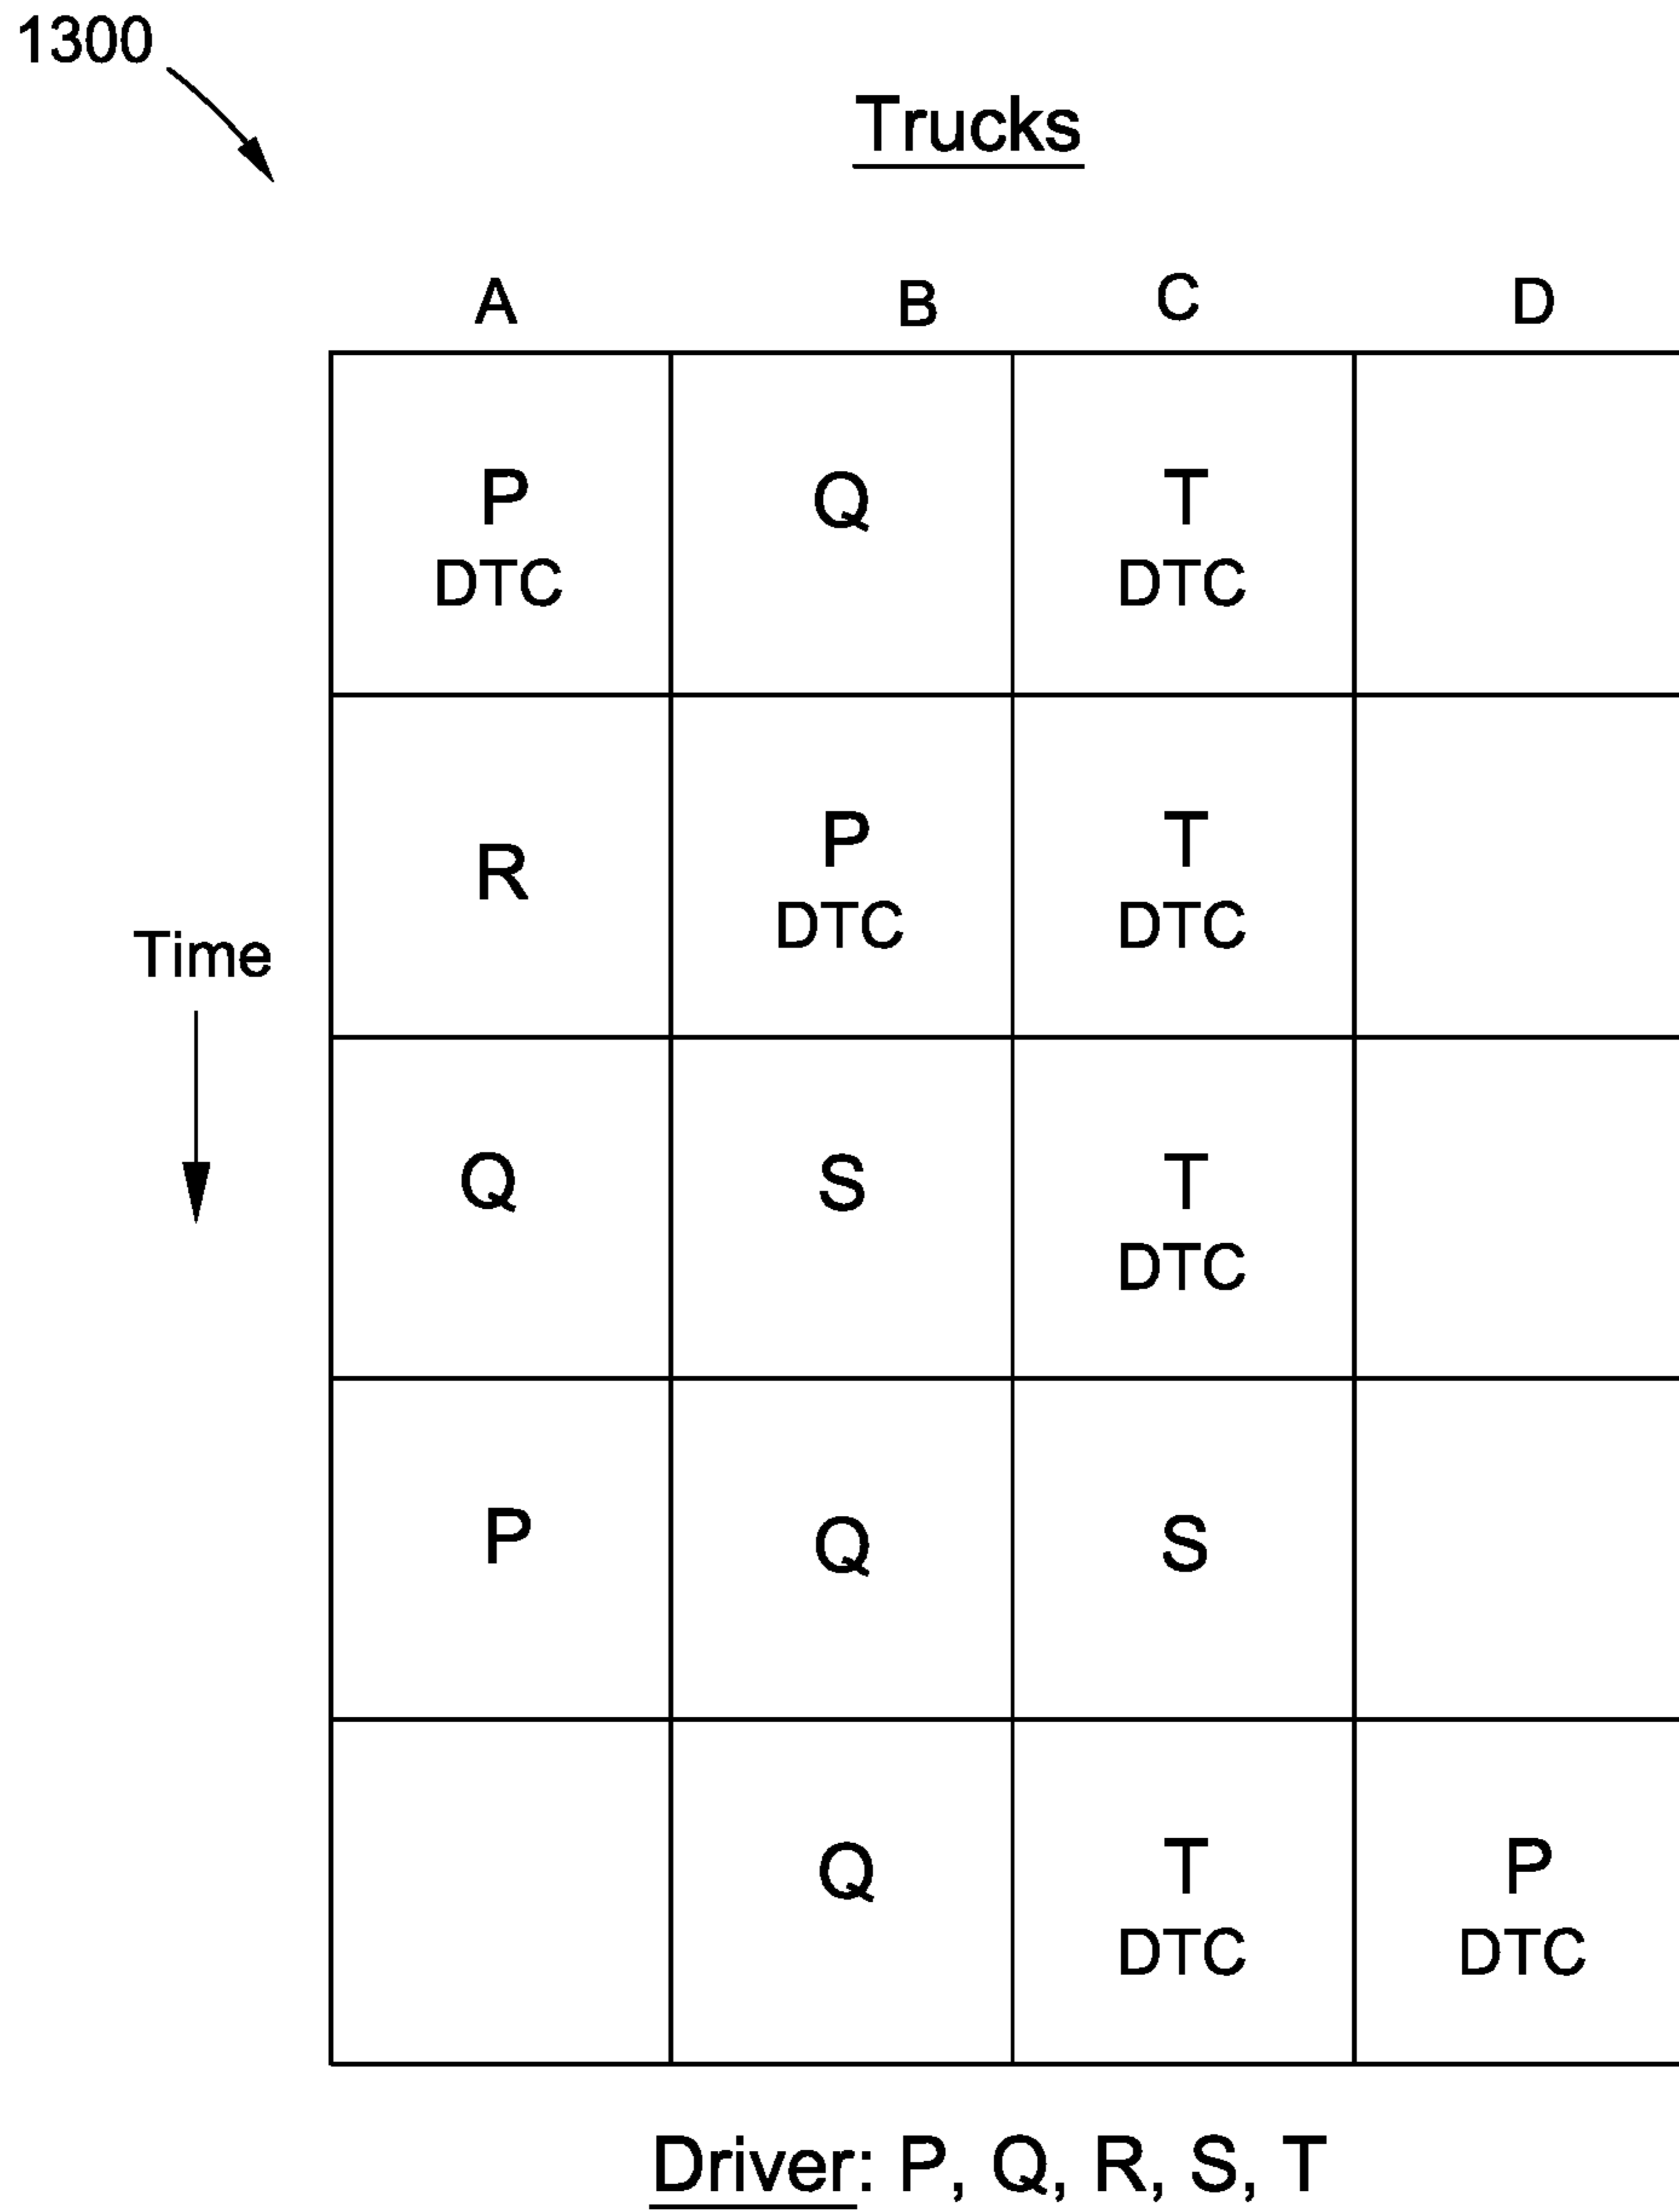 1300
Trucks
A B C D
P Q T
DTC DTC
R P T
DTC DTC
Time
Q S T
DTC
P Q S
Q T P
DTC DTC
Driver: P, Q, R, S, T